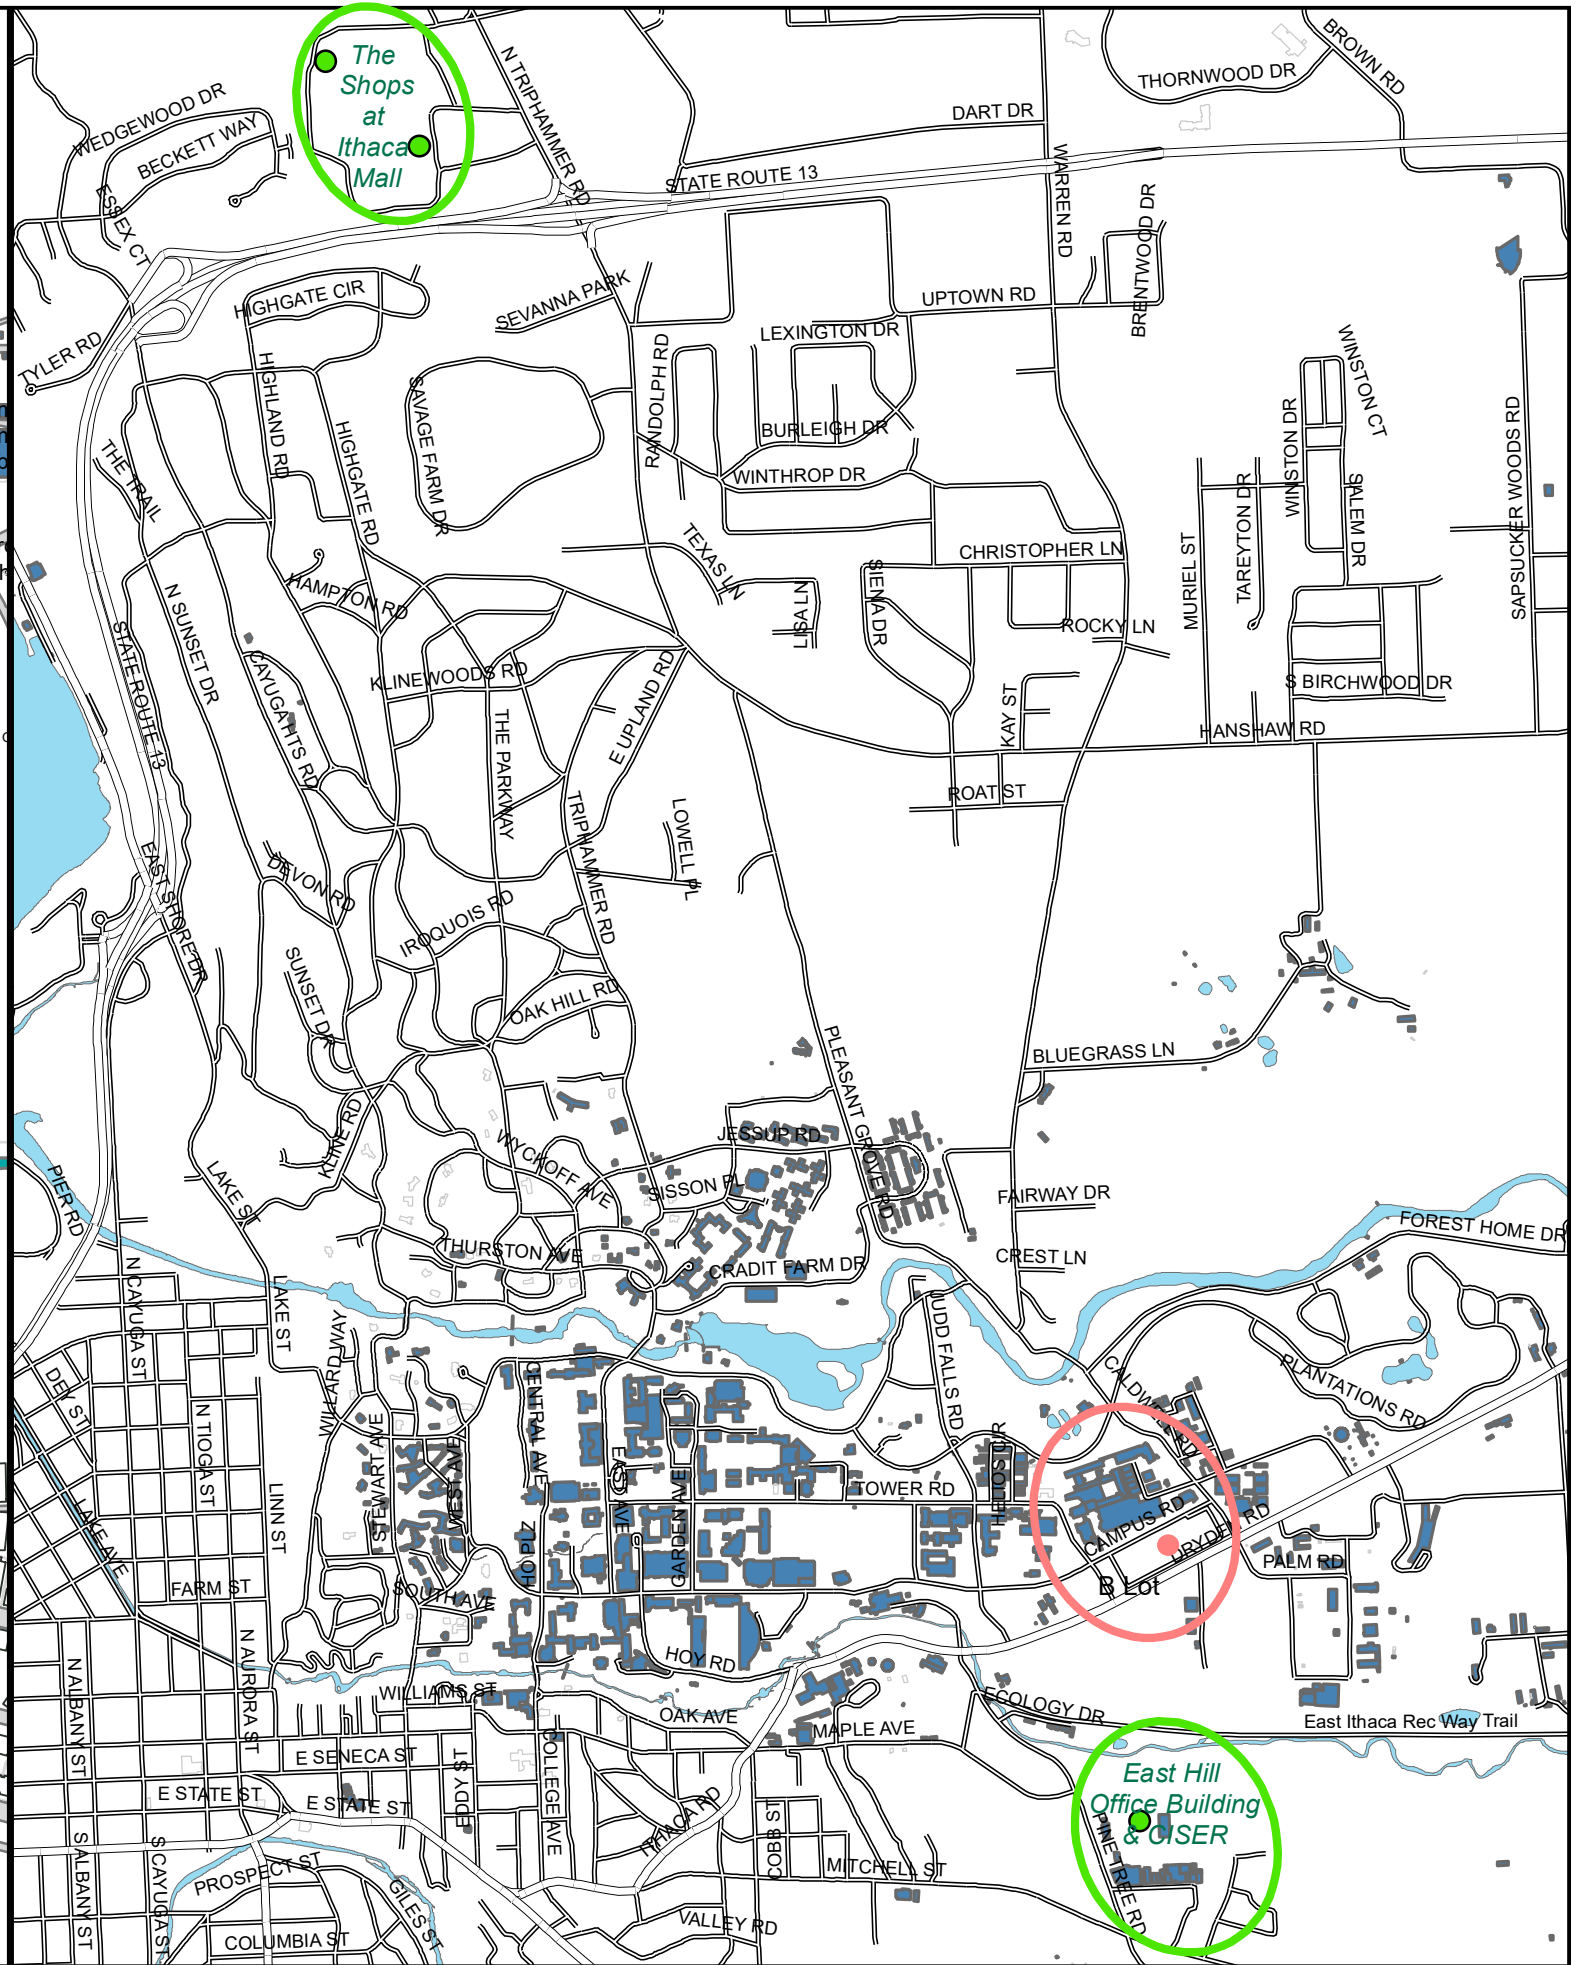 The
Shops
at
Ithaca
Mall
N TRIPHAMMER RD
BROWN RD
THORNWOOD DR
DART DR
WEDGEWOOD DR
BECKETT WAY
ESSEX CT
STATE ROUTE 13
WARREN RD
BRENTWOOD DR
HIGHGATE CIR
SEVANNA PARK
UPTOWN RD
LEXINGTON DR
TYLER RD
HIGHLAND RD
SAVAGE FARM DR
RANDOLPH RD
WINSTON CT
HIGHGATE RD
BURLEIGH DR
WINSTON DR
SAPSUCKER WOODS RD
THE TRAIL
WINTHROP DR
TAREYTON DR
SALEM DR
TEXAS LN
CHRISTOPHER LN
MURIEL ST
N SUNSET DR
HAMPTON RD
LISA LN
SIENA DR
ROCKY LN
STATE ROUTE 13
CAYUGA HTS RD
KLINEWOODS RD
E UPLAND RD
S BIRCHWOOD DR
KAY ST
THE PARKWAY
HANSHAW RD
ROAT ST
TRIPHAMMER RD
LOWELL PL
EAST SHORE DR
DEVON RD
IROQUOIS RD
SUNSET DR
OAK HILL RD
PLEASANT GROVE RD
BLUEGRASS LN
KLINE RD
WYCKOFF AVE
JESSUP RD
SISSON PL
PIER RD
LAKE ST
FAIRWAY DR
FOREST HOME DR
THURSTON AVE
CRADIT FARM DR
CREST LN
N CAYUGA ST
LAKE ST
WILLARD WAY
JUDD FALLS RD
CALDWELL RD
PLANTATIONS RD
DEY ST
N TIOGA ST
STEWART AVE
WEST AVE
CENTRAL AVE
EAST AVE
GARDEN AVE
TOWER RD
HELIOS CIR
LINN ST
LAKE AVE
CAMPUS RD
DRYDEN RD
PALM RD
B Lot
FARM ST
SOUTH AVE
HO PLZ
HOY RD
N ALBANY ST
N AURORA ST
WILLIAMS ST
OAK AVE
MAPLE AVE
ECOLOGY DR
East Ithaca Rec Way Trail
E SENECA ST
EDDY ST
COLLEGE AVE
East Hill
Office Building
& CISER
E STATE ST
E STATE ST
ITHACA RD
COBB ST
PINE TREE RD
S ALBANY ST
S CAYUGA ST
PROSPECT ST
GILES ST
MITCHELL ST
VALLEY RD
COLUMBIA ST